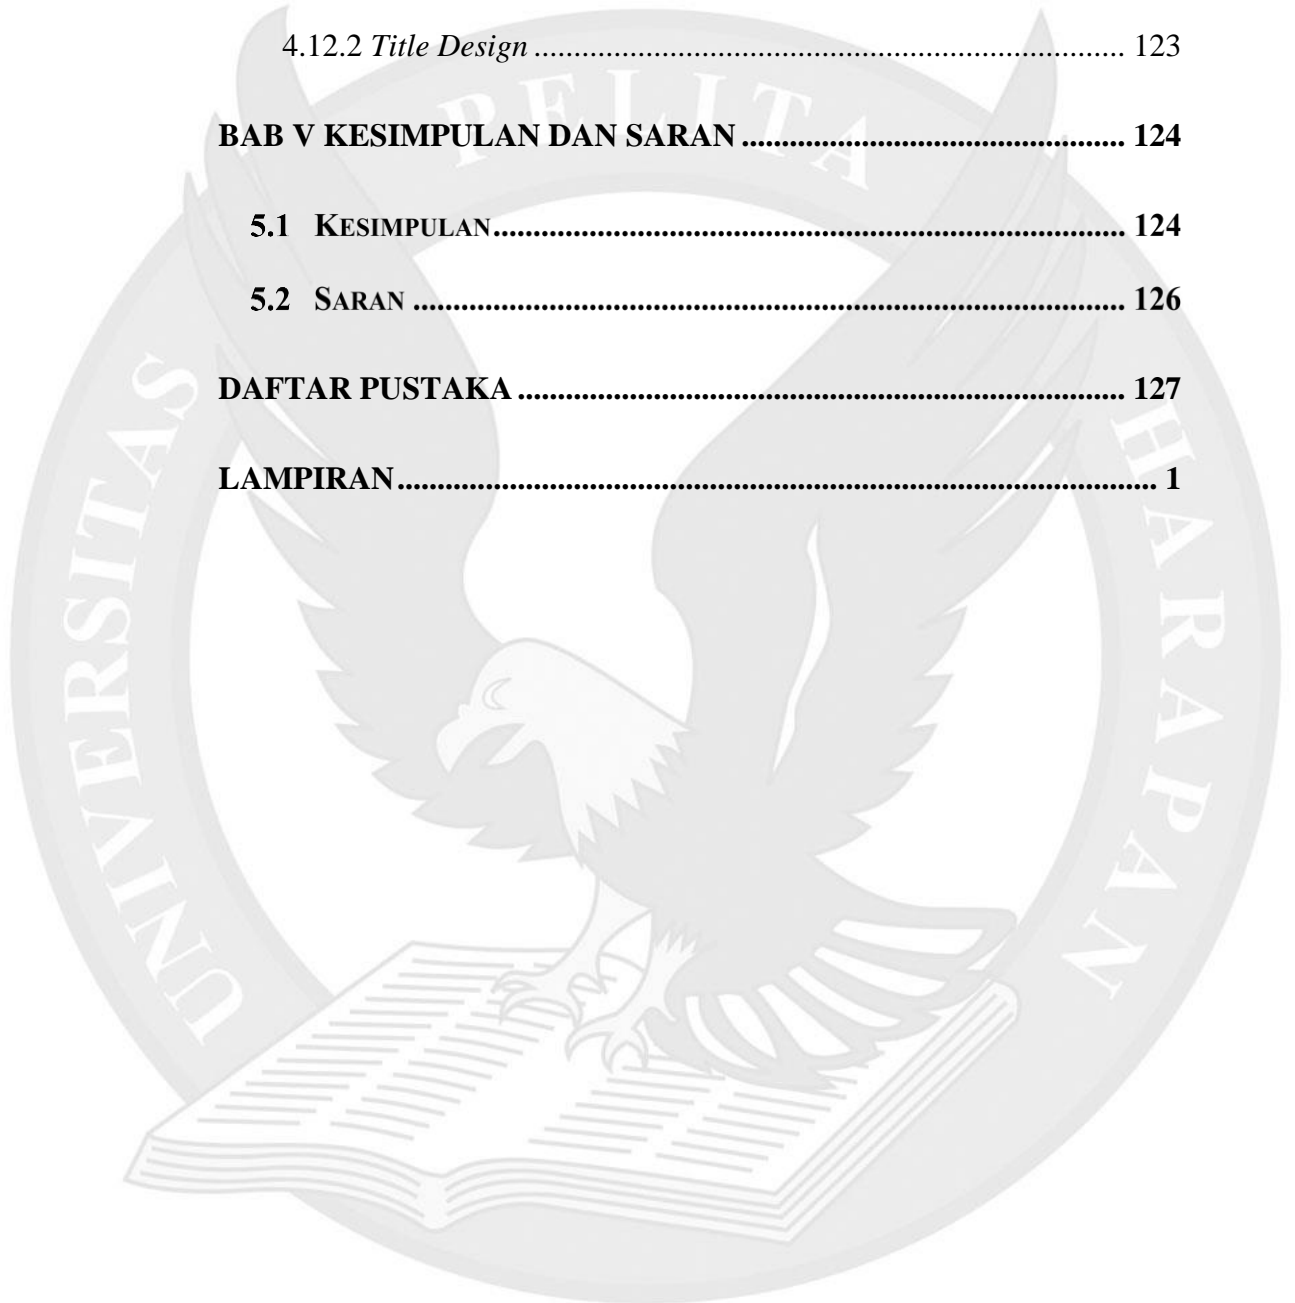 4.12.2 Title Design .......................................................................... 123
BAB V KESIMPULAN DAN SARAN ................................................ 124
5.1 KESIMPULAN............................................................................... 124
5.2 SARAN ......................................................................................... 126
DAFTAR PUSTAKA ............................................................................ 127
LAMPIRAN............................................................................................... 1
UNIVERSITAS PELITA HARAPAN